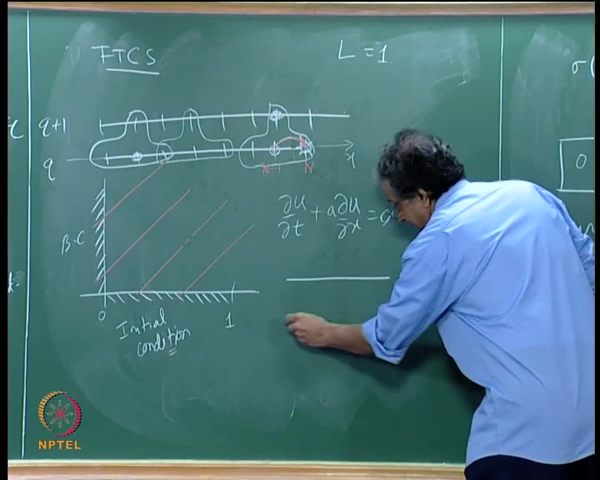 FTCS
L = 1
σ(
q+1
q
x
N-1
N
∂u/∂t + a ∂u/∂x =
B.C
0
0
1
Initial
condition
NPTEL